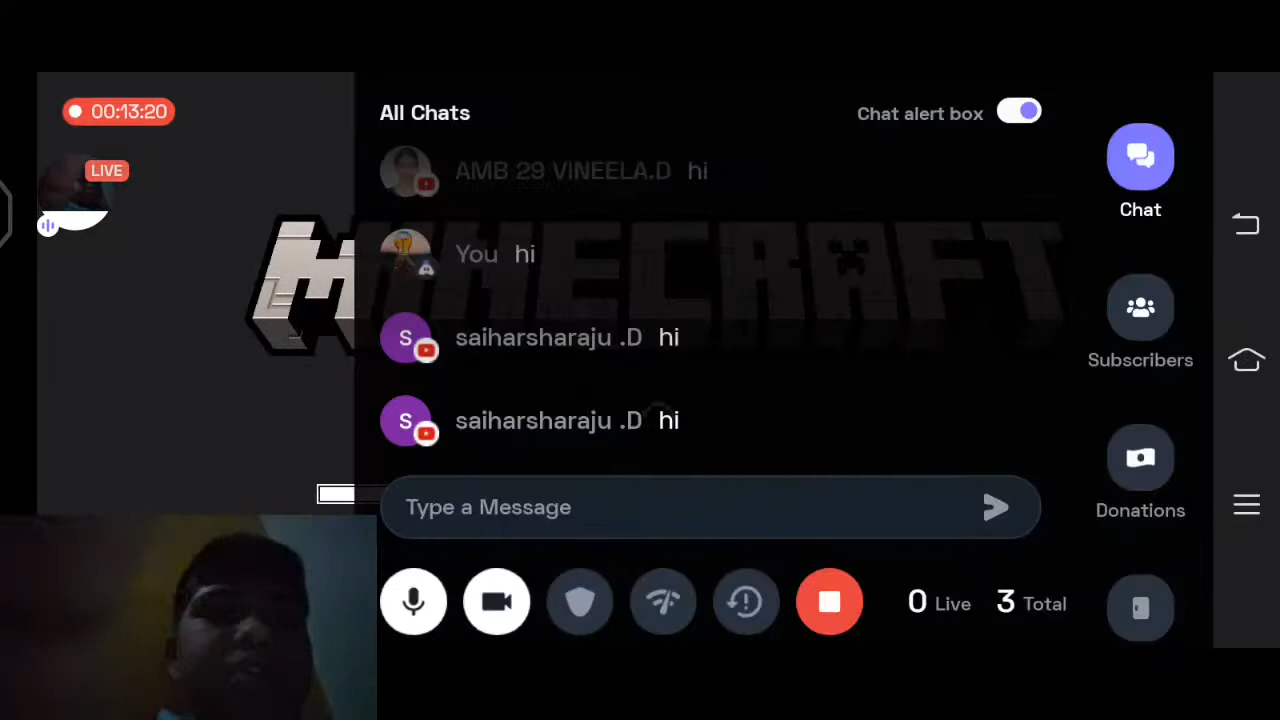 00:13:20
All Chats
Chat alert box
LIVE
AMB 29 VINEELA.D hi
Chat
You hi
MINECRAFT
saiharsharaju .D hi
Subscribers
S
saiharsharaju .D hi
S
Type a Message
Donations
0 Live 3 Total